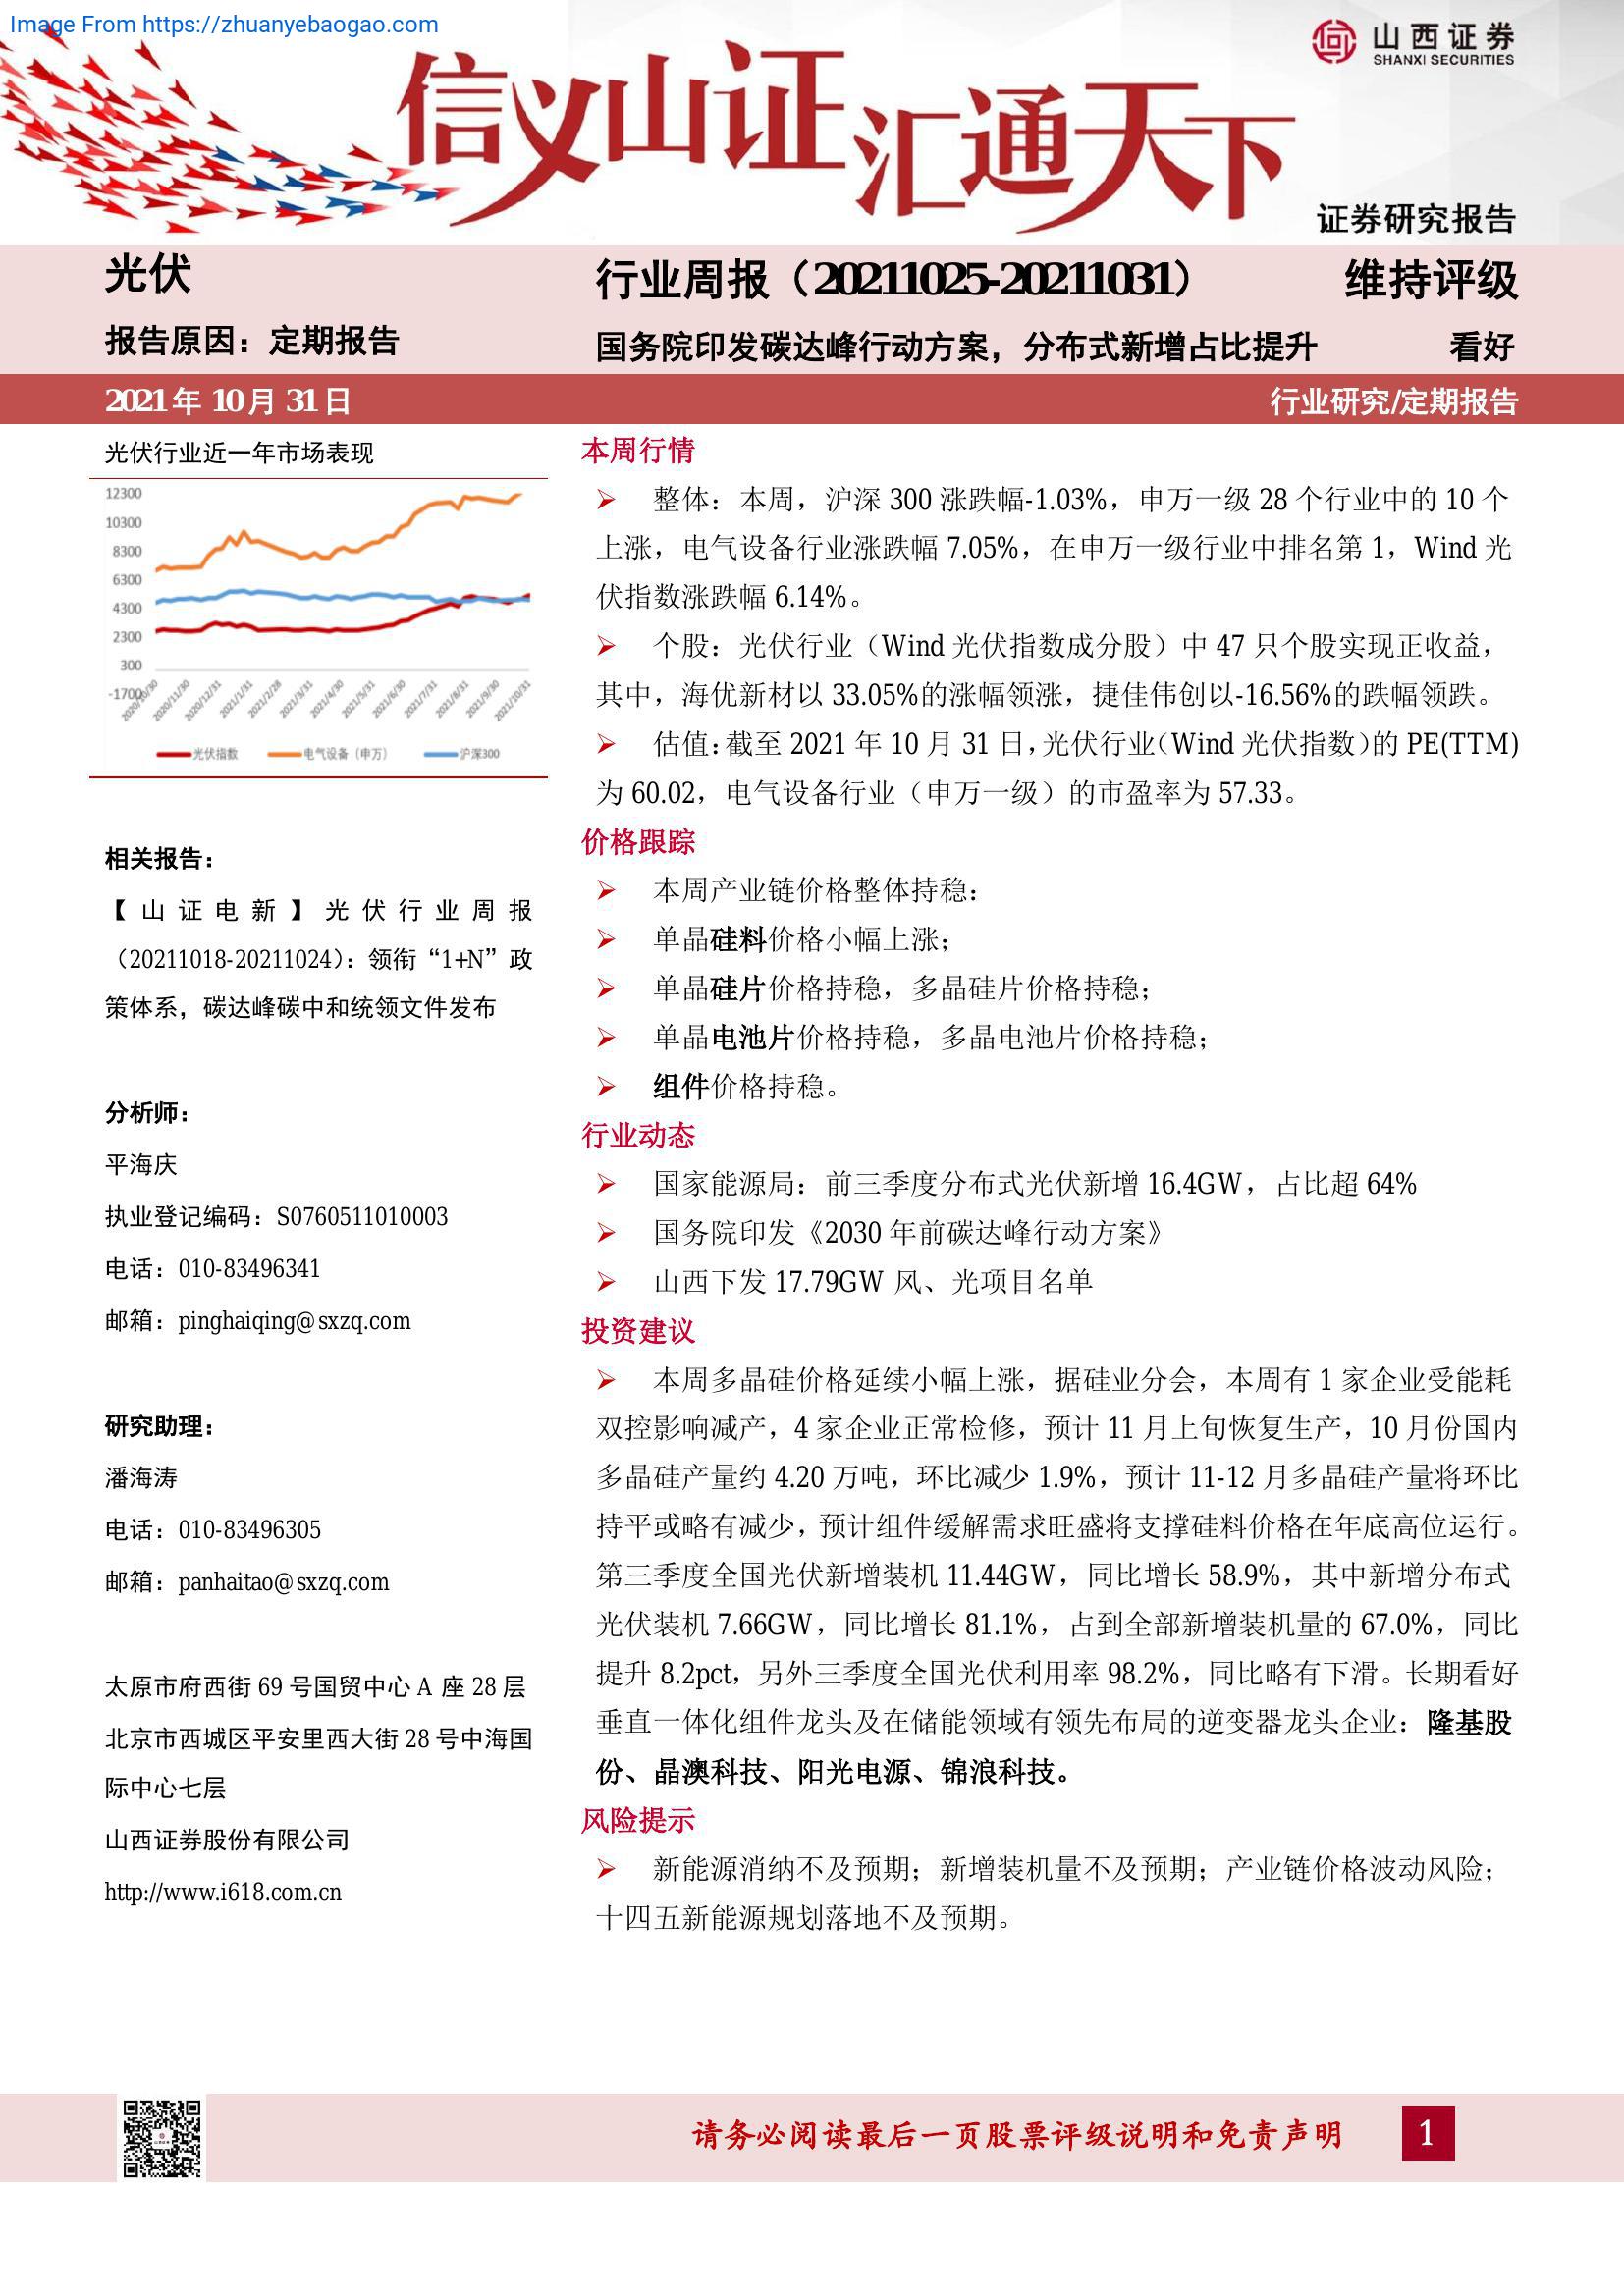 Image From https://zhuanyebaogao.com
山西证券
SHANXI SECURITIES
信义山证汇通天下
证券研究报告
光伏
行业周报（20211025-20211031）
维持评级
报告原因：定期报告
国务院印发碳达峰行动方案，分布式新增占比提升
看好
2021 年 10 月 31 日
行业研究/定期报告
光伏行业近一年市场表现
12300
10300
8300
6300
4300
2300
300
-1700
2020/10/30
2020/11/30
2020/12/31
2021/1/31
2021/2/28
2021/3/31
2021/4/30
2021/5/31
2021/6/30
2021/7/31
2021/8/31
2021/9/30
2021/10/31
光伏指数
电气设备（申万）
沪深300
相关报告：
【山证电新】光伏行业周报
（20211018-20211024）：领衔“1+N”政
策体系，碳达峰碳中和统领文件发布
分析师：
平海庆
执业登记编码：S0760511010003
电话：010-83496341
邮箱：pinghaiqing@sxzq.com
研究助理：
潘海涛
电话：010-83496305
邮箱：panhaitao@sxzq.com
太原市府西街 69 号国贸中心 A 座 28 层
北京市西城区平安里西大街 28 号中海国
际中心七层
山西证券股份有限公司
http://www.i618.com.cn
本周行情
➢ 整体：本周，沪深 300 涨跌幅-1.03%，申万一级 28 个行业中的 10 个
上涨，电气设备行业涨跌幅 7.05%，在申万一级行业中排名第 1，Wind 光
伏指数涨跌幅 6.14%。
➢ 个股：光伏行业（Wind 光伏指数成分股）中 47 只个股实现正收益，
其中，海优新材以 33.05%的涨幅领涨，捷佳伟创以-16.56%的跌幅领跌。
➢ 估值：截至 2021 年 10 月 31 日，光伏行业（Wind 光伏指数）的 PE(TTM)
为 60.02，电气设备行业（申万一级）的市盈率为 57.33。
价格跟踪
➢ 本周产业链价格整体持稳：
➢ 单晶硅料价格小幅上涨；
➢ 单晶硅片价格持稳，多晶硅片价格持稳；
➢ 单晶电池片价格持稳，多晶电池片价格持稳；
➢ 组件价格持稳。
行业动态
➢ 国家能源局：前三季度分布式光伏新增 16.4GW，占比超 64%
➢ 国务院印发《2030 年前碳达峰行动方案》
➢ 山西下发 17.79GW 风、光项目名单
投资建议
➢ 本周多晶硅价格延续小幅上涨，据硅业分会，本周有 1 家企业受能耗
双控影响减产，4 家企业正常检修，预计 11 月上旬恢复生产，10 月份国内
多晶硅产量约 4.20 万吨，环比减少 1.9%，预计 11-12 月多晶硅产量将环比
持平或略有减少，预计组件缓解需求旺盛将支撑硅料价格在年底高位运行。
第三季度全国光伏新增装机 11.44GW，同比增长 58.9%，其中新增分布式
光伏装机 7.66GW，同比增长 81.1%，占到全部新增装机量的 67.0%，同比
提升 8.2pct，另外三季度全国光伏利用率 98.2%，同比略有下滑。长期看好
垂直一体化组件龙头及在储能领域有领先布局的逆变器龙头企业：隆基股
份、晶澳科技、阳光电源、锦浪科技。
风险提示
➢ 新能源消纳不及预期；新增装机量不及预期；产业链价格波动风险；
十四五新能源规划落地不及预期。
请务必阅读最后一页股票评级说明和免责声明
1